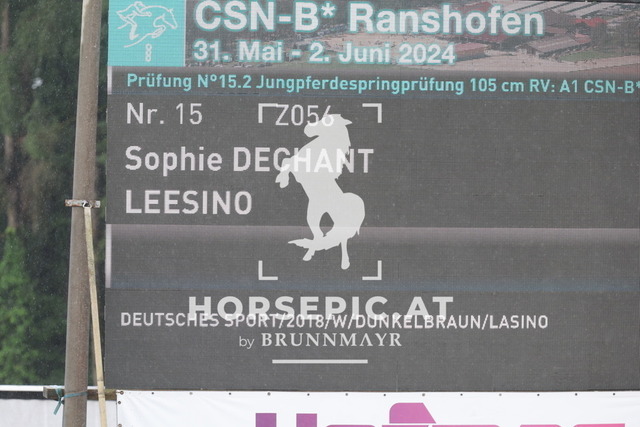 CSN-B* Ranshofen
31. Mai - 2. Juni 2024
Prüfung N°15.2 Jungpferdespringprüfung 105 cm RV: A1 CSN-B*
Nr. 15 Z056
Sophie DECHANT
LEESINO
HORSEPIC.AT
DEUTSCHES SPORT/2018/W/DUNKELBRAUN/LASINO
by BRUNNMAYR